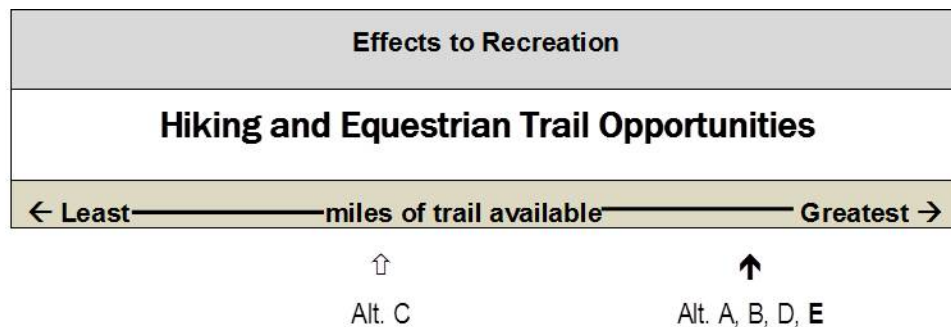 Effects to Recreation
Hiking and Equestrian Trail Opportunities
← Least miles of trail available Greatest →
⇧ ↑
Alt. C Alt. A, B, D, E